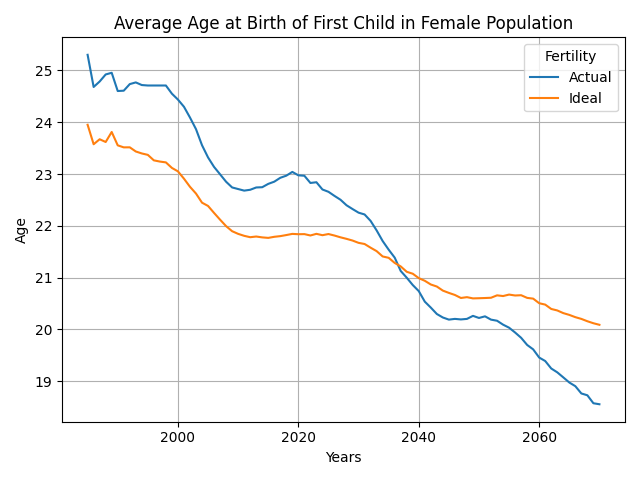 Average Age at Birth of First Child in Female Population
Fertility
Actual
Ideal
Age
25
24
23
22
21
20
19
2000
2020
2040
2060
Years